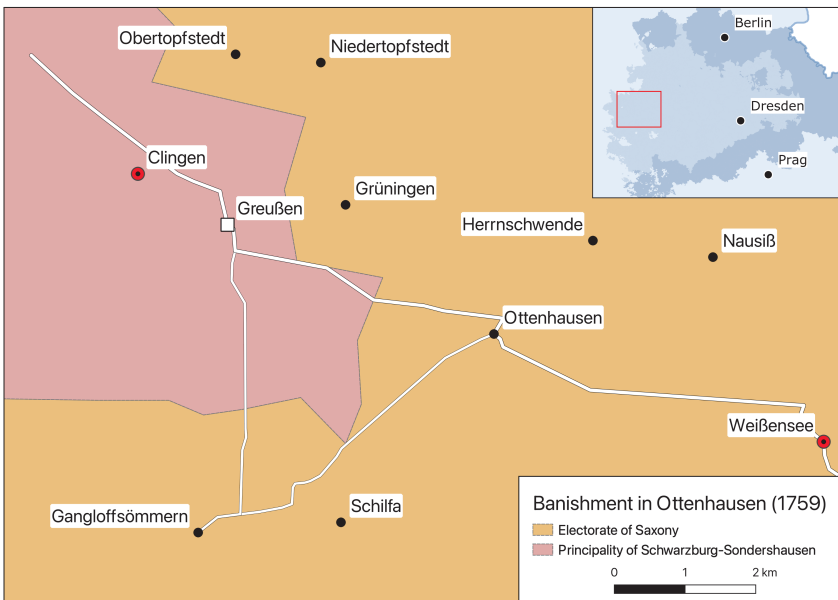 Obertopfstedt
Niedertopfstedt
Berlin
Dresden
Prag
Clingen
Grüningen
Greußen
Herrnschwende
Nausiß
Ottenhausen
Weißensee
Gangloffsömmern
Schilfa
Banishment in Ottenhausen (1759)
Electorate of Saxony
Principality of Schwarzburg-Sondershausen
0 1 2 km